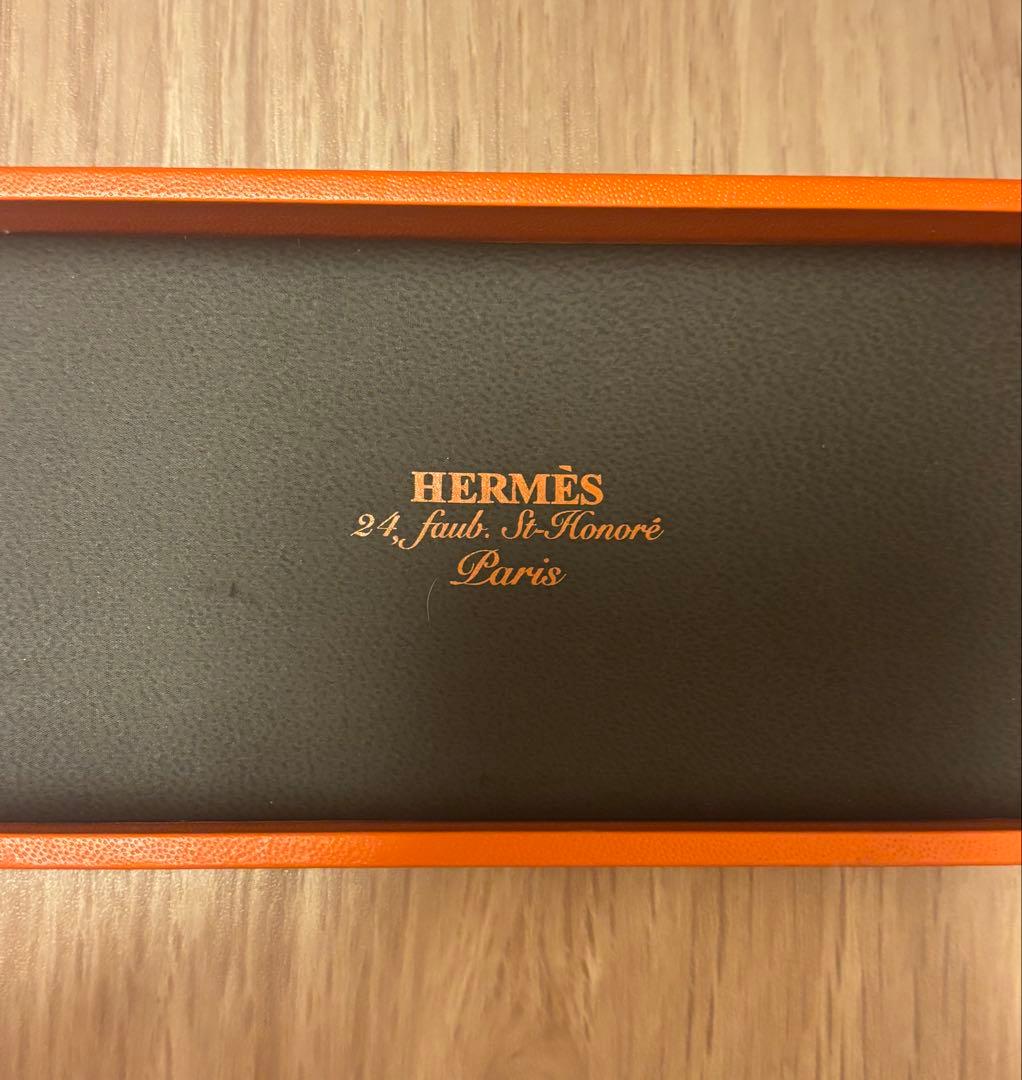 HERMÈS
24, faub. St-Honoré
Paris